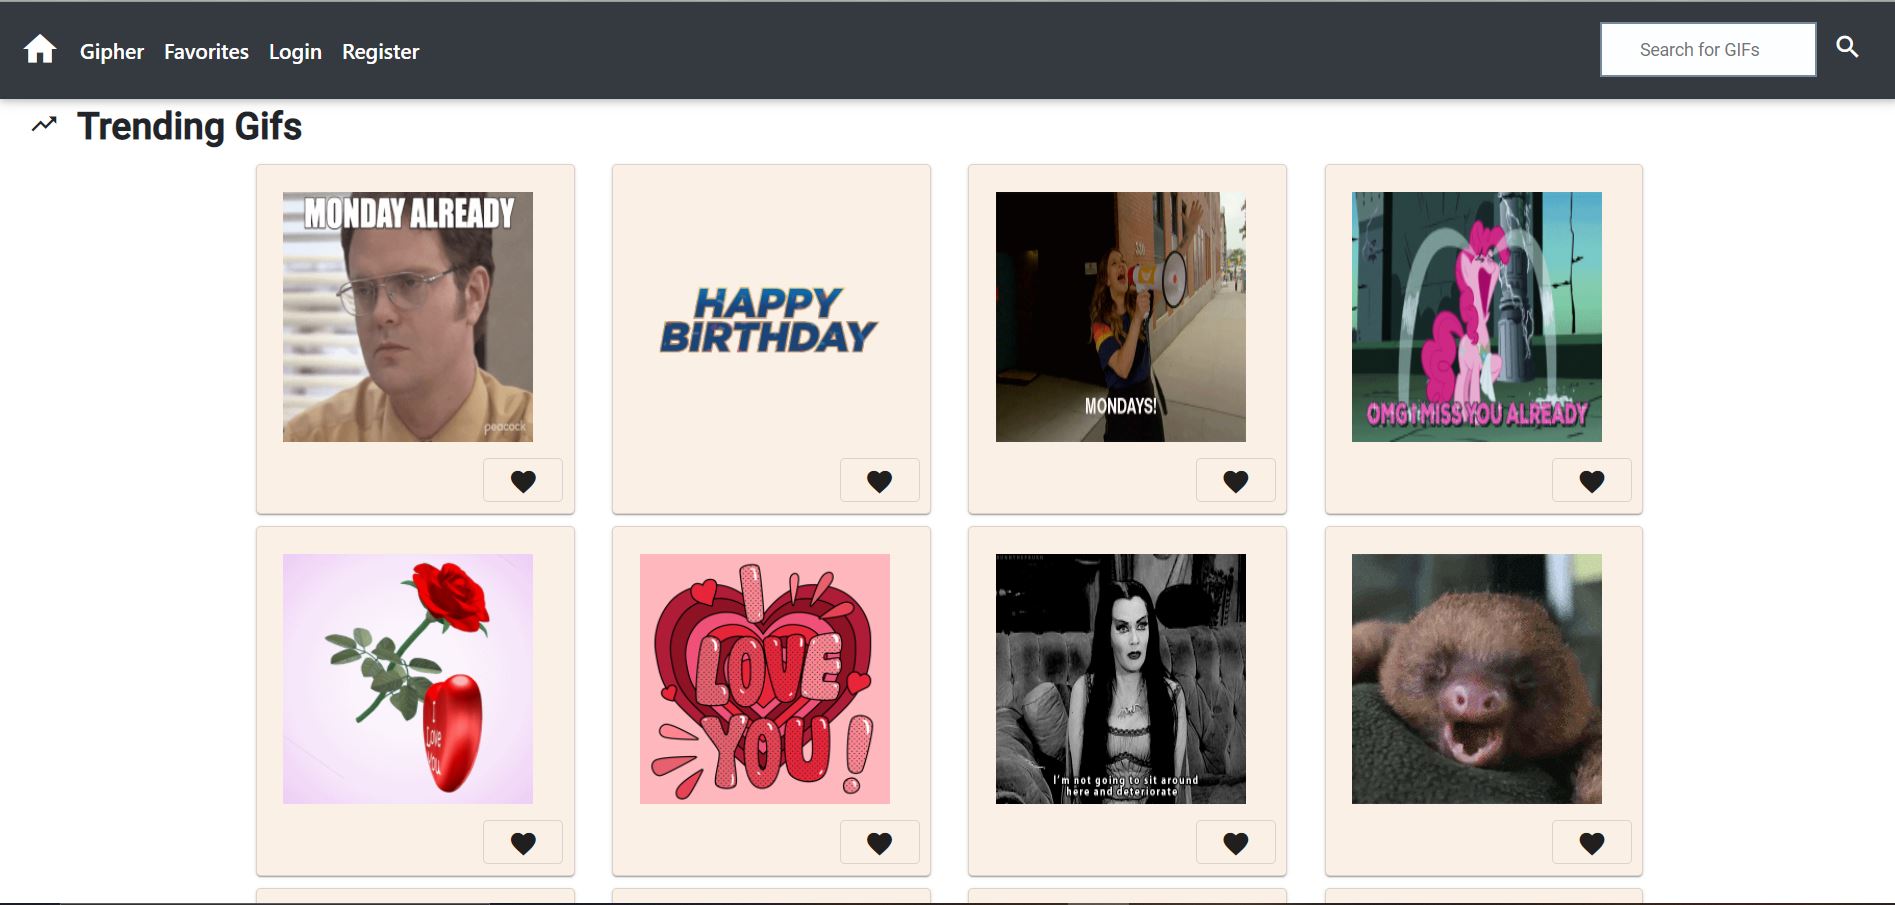 Gipher Favorites Login Register
Search for GIFs
Trending Gifs
MONDAY ALREADY
peacock
HAPPY
BIRTHDAY
MONDAYS!
OMG I MISS YOU ALREADY
I
Love
You
I
LOVE
YOU!
I'm not going to sit around
here and deteriorate